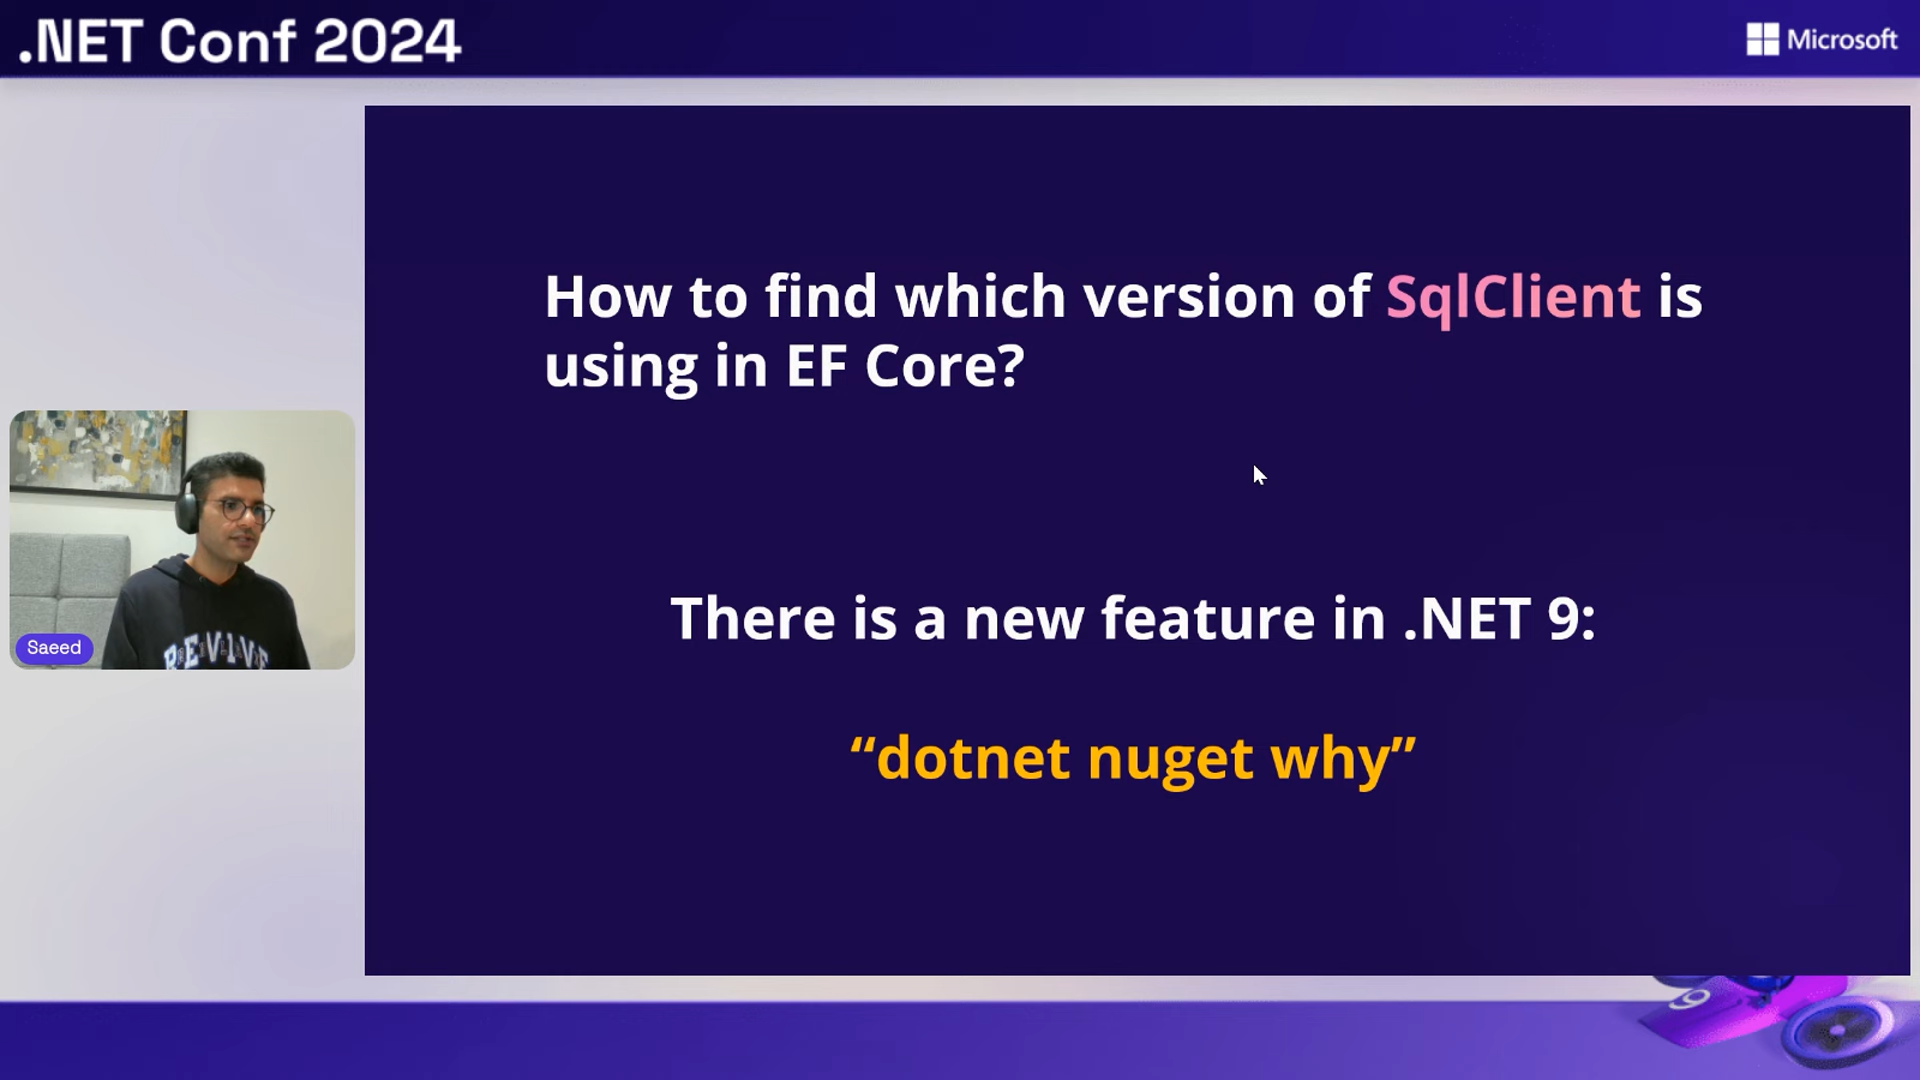 .NET Conf 2024
Microsoft
How to find which version of SqlClient is
using in EF Core?
There is a new feature in .NET 9:
“dotnet nuget why”
Saeed
9